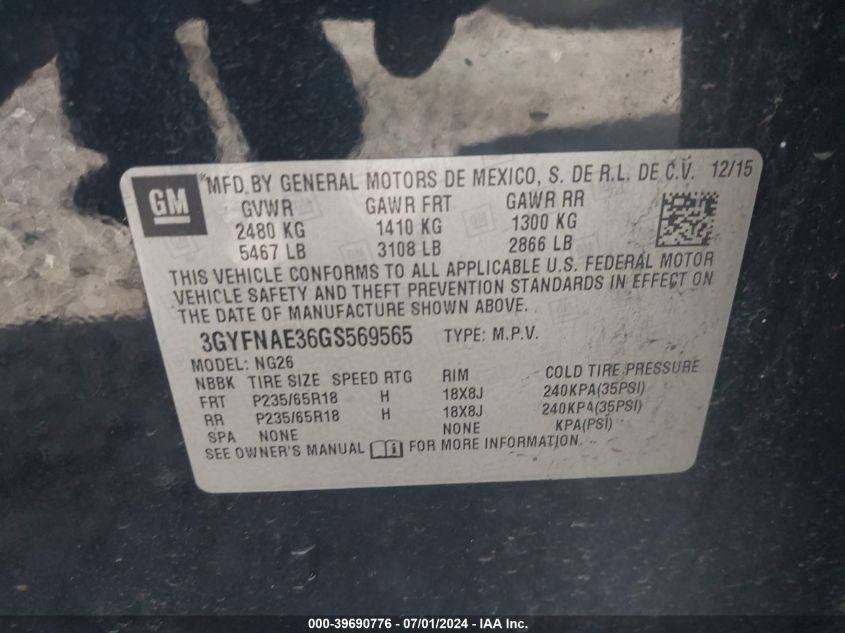 GM
MFD. BY GENERAL MOTORS DE MEXICO, S. DE R.L. DE C.V. 12/15
GVWR GAWR FRT GAWR RR
2480 KG 1410 KG 1300 KG
5467 LB 3108 LB 2866 LB
THIS VEHICLE CONFORMS TO ALL APPLICABLE U.S. FEDERAL MOTOR
VEHICLE SAFETY AND THEFT PREVENTION STANDARDS IN EFFECT ON
THE DATE OF MANUFACTURE SHOWN ABOVE.
3GYFNAE36GS569565 TYPE: M.P.V.
MODEL: NG26
NBBK TIRE SIZE SPEED RTG RIM COLD TIRE PRESSURE
FRT P235/65R18 H 18X8J 240KPA(35PSI)
RR P235/65R18 H 18X8J 240KPA(35PSI)
SPA NONE NONE KPA(PSI)
SEE OWNER'S MANUAL FOR MORE INFORMATION.
000-39690776 - 07/01/2024 - IAA Inc.